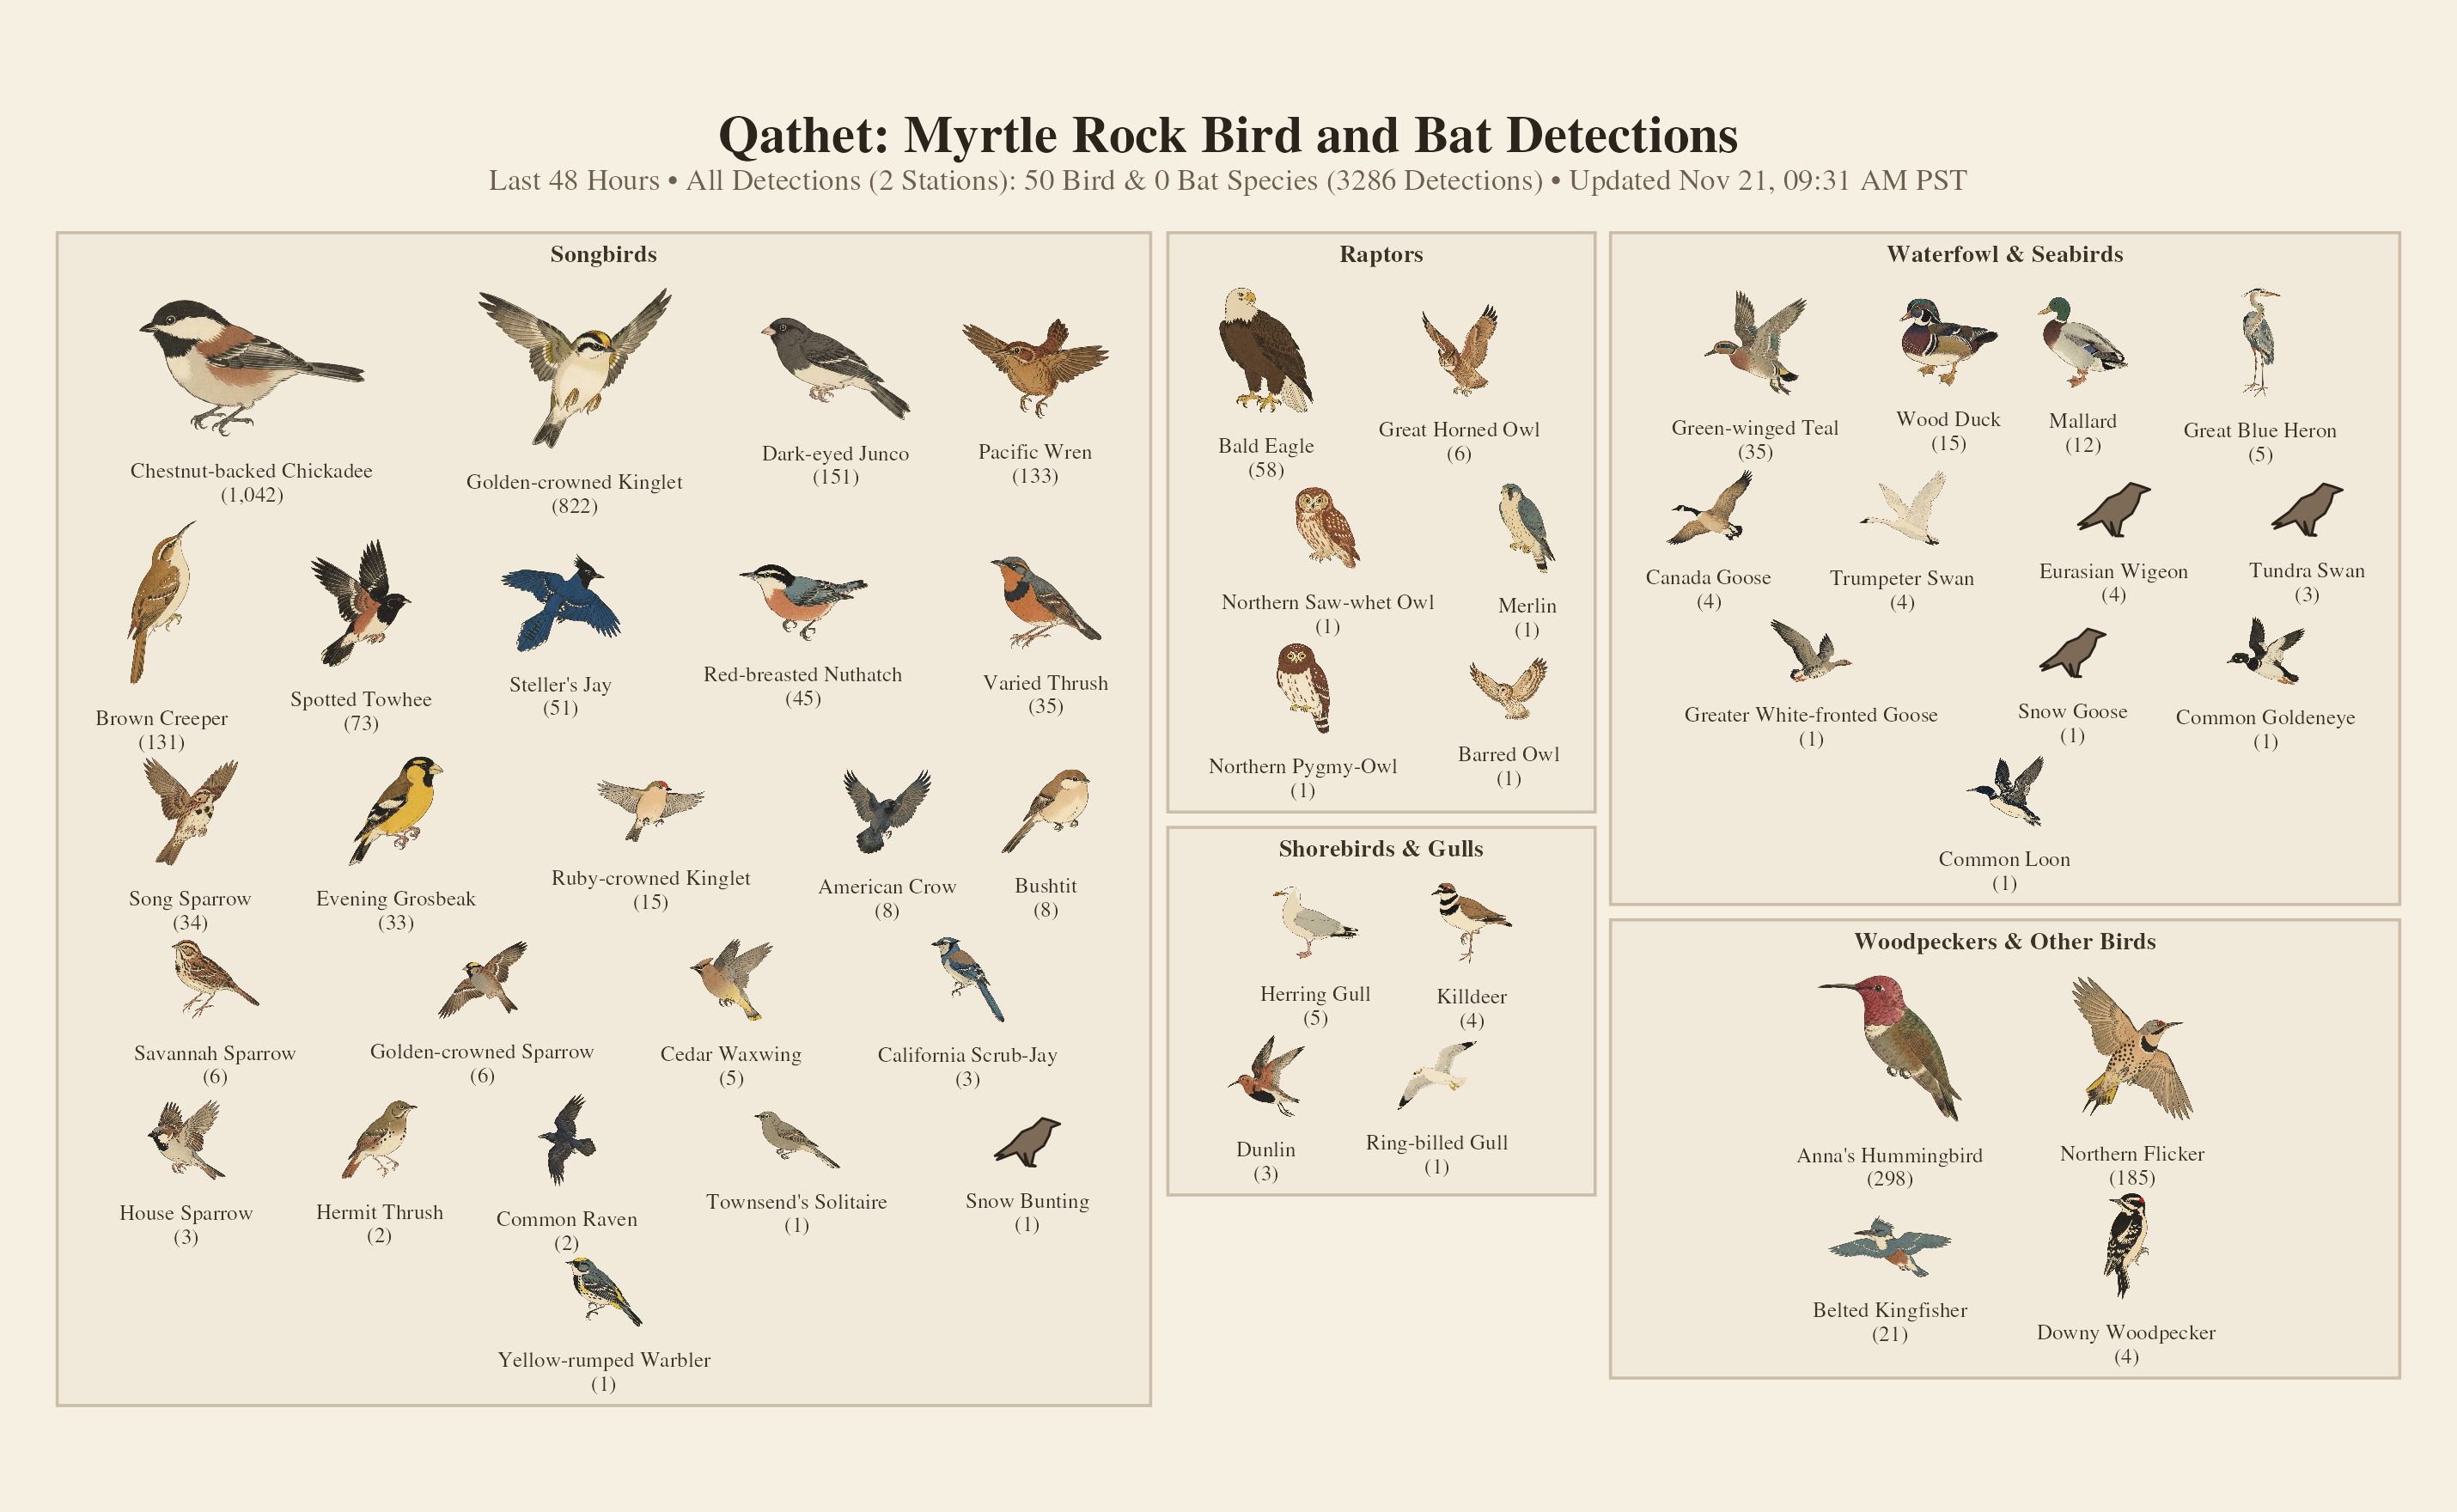 Qathet: Myrtle Rock Bird and Bat Detections
Last 48 Hours • All Detections (2 Stations): 50 Bird & 0 Bat Species (3286 Detections) • Updated Nov 21, 09:31 AM PST
Songbirds
Chestnut-backed Chickadee
(1,042)
Golden-crowned Kinglet
(822)
Dark-eyed Junco
(151)
Pacific Wren
(133)
Brown Creeper
(131)
Spotted Towhee
(73)
Steller's Jay
(51)
Red-breasted Nuthatch
(45)
Varied Thrush
(35)
Song Sparrow
(34)
Evening Grosbeak
(33)
Ruby-crowned Kinglet
(15)
American Crow
(8)
Bushtit
(8)
Savannah Sparrow
(6)
Golden-crowned Sparrow
(6)
Cedar Waxwing
(5)
California Scrub-Jay
(3)
House Sparrow
(3)
Hermit Thrush
(2)
Common Raven
(2)
Townsend's Solitaire
(1)
Snow Bunting
(1)
Yellow-rumped Warbler
(1)
Raptors
Bald Eagle
(58)
Great Horned Owl
(6)
Northern Saw-whet Owl
(1)
Merlin
(1)
Northern Pygmy-Owl
(1)
Barred Owl
(1)
Shorebirds & Gulls
Herring Gull
(5)
Killdeer
(4)
Dunlin
(3)
Ring-billed Gull
(1)
Waterfowl & Seabirds
Green-winged Teal
(35)
Wood Duck
(15)
Mallard
(12)
Great Blue Heron
(5)
Canada Goose
(4)
Trumpeter Swan
(4)
Eurasian Wigeon
(4)
Tundra Swan
(3)
Greater White-fronted Goose
(1)
Snow Goose
(1)
Common Goldeneye
(1)
Common Loon
(1)
Woodpeckers & Other Birds
Anna's Hummingbird
(298)
Northern Flicker
(185)
Belted Kingfisher
(21)
Downy Woodpecker
(4)